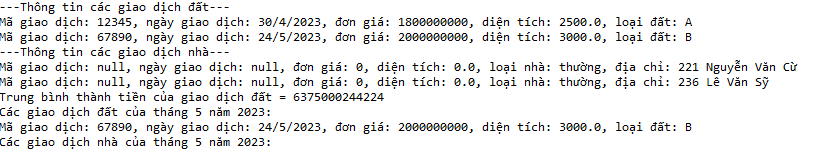 ---Thông tin các giao dịch đất---
Mã giao dịch: 12345, ngày giao dịch: 30/4/2023, đơn giá: 1800000000, diện tích: 2500.0, loại đất: A
Mã giao dịch: 67890, ngày giao dịch: 24/5/2023, đơn giá: 2000000000, diện tích: 3000.0, loại đất: B
---Thông tin các giao dịch nhà---
Mã giao dịch: null, ngày giao dịch: null, đơn giá: 0, diện tích: 0.0, loại nhà: thường, địa chỉ: 221 Nguyễn Văn Cừ
Mã giao dịch: null, ngày giao dịch: null, đơn giá: 0, diện tích: 0.0, loại nhà: thường, địa chỉ: 236 Lê Văn Sỹ
Trung bình thành tiền của giao dịch đất = 6375000244224
Các giao dịch đất của tháng 5 năm 2023:
Mã giao dịch: 67890, ngày giao dịch: 24/5/2023, đơn giá: 2000000000, diện tích: 3000.0, loại đất: B
Các giao dịch nhà của tháng 5 năm 2023: